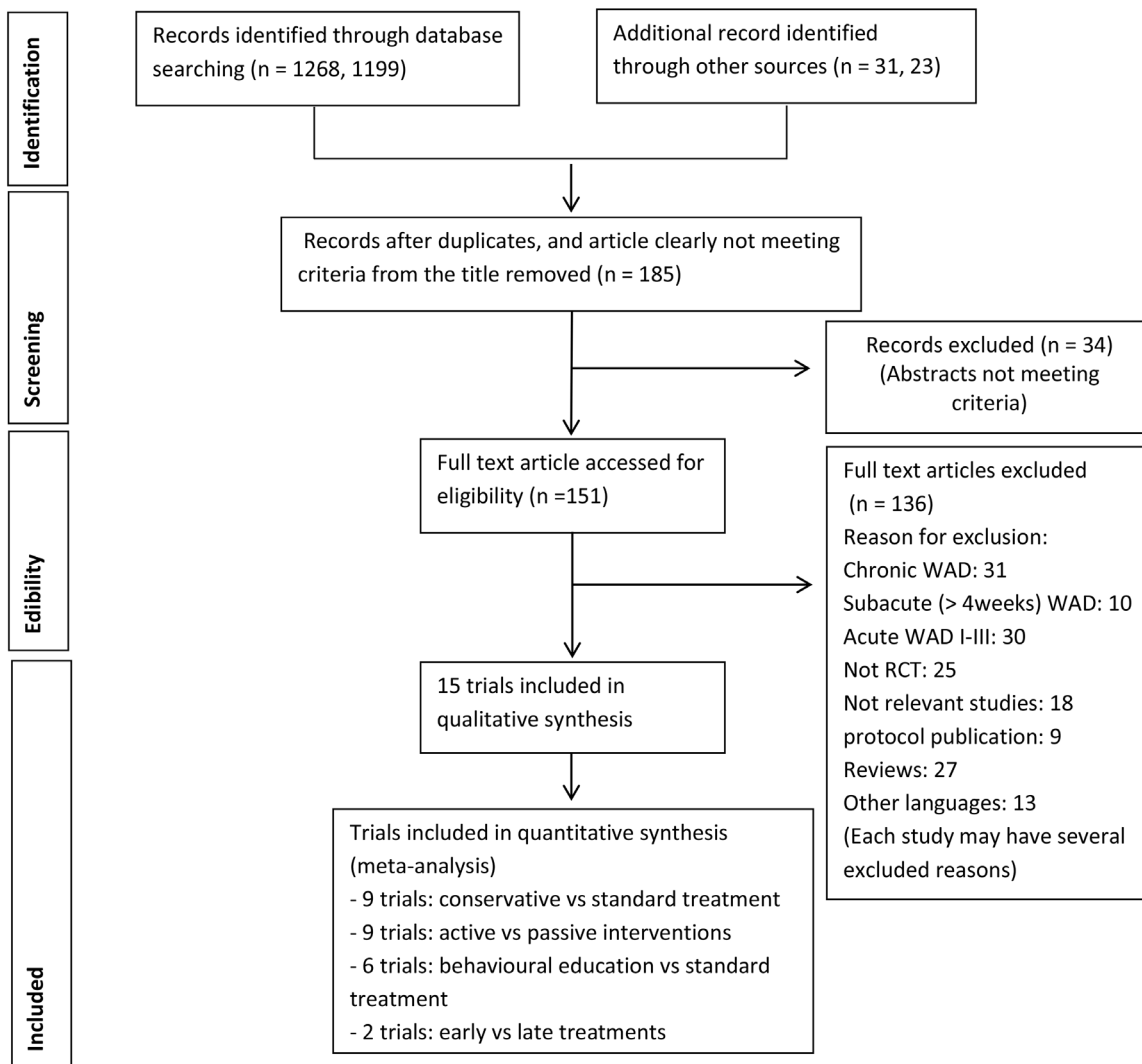 Identification
Records identified through database
searching (n = 1268, 1199)
Additional record identified
through other sources (n = 31, 23)
Screening
Records after duplicates, and article clearly not meeting
criteria from the title removed (n = 185)
Records excluded (n = 34)
(Abstracts not meeting
criteria)
Edibility
Full text article accessed for
eligibility (n =151)
Full text articles excluded
(n = 136)
Reason for exclusion:
Chronic WAD: 31
Subacute (> 4weeks) WAD: 10
Acute WAD I-III: 30
Not RCT: 25
Not relevant studies: 18
protocol publication: 9
Reviews: 27
Other languages: 13
(Each study may have several
excluded reasons)
Included
15 trials included in
qualitative synthesis
Trials included in quantitative synthesis
(meta-analysis)
- 9 trials: conservative vs standard treatment
- 9 trials: active vs passive interventions
- 6 trials: behavioural education vs standard
treatment
- 2 trials: early vs late treatments